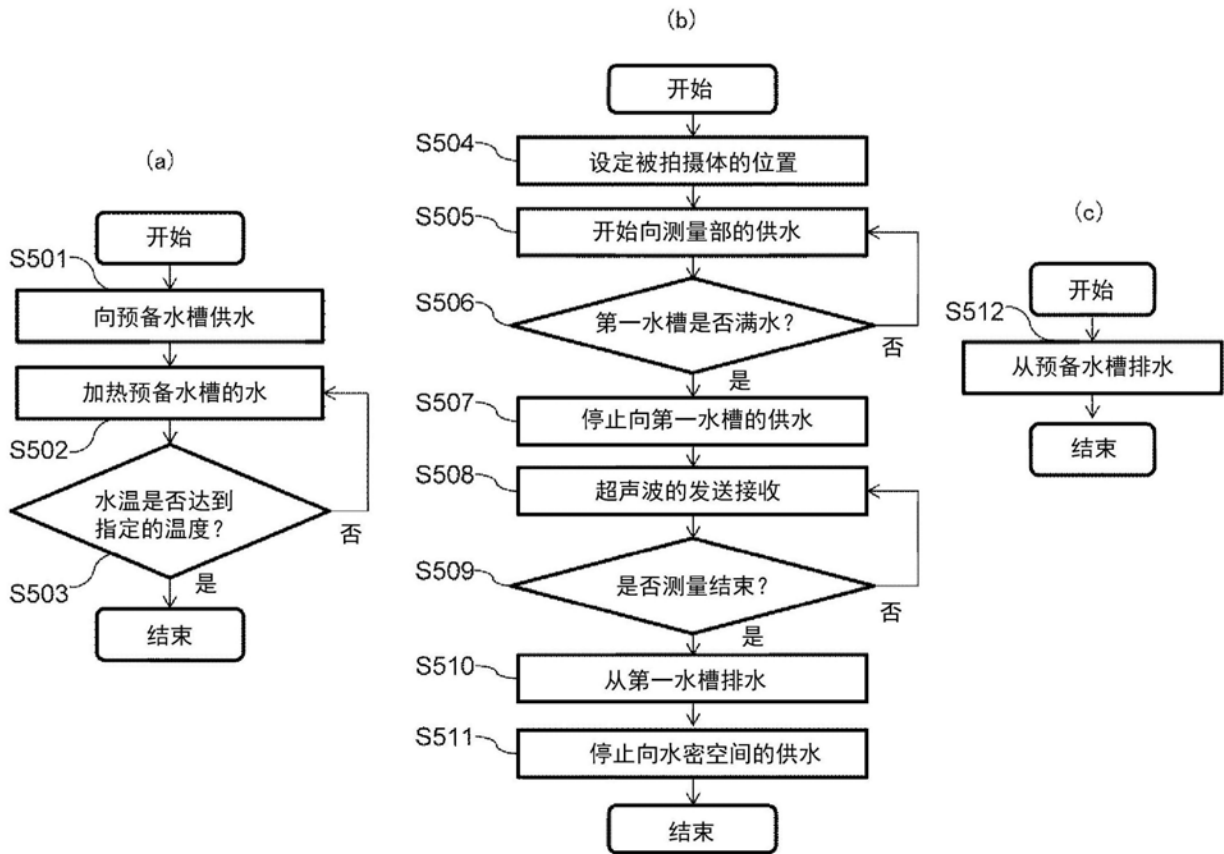 (a)
开始
S501
向预备水槽供水
加热预备水槽的水
S502
水温是否达到
指定的温度？
否
S503
是
结束
(b)
开始
S504
设定被拍摄体的位置
S505
开始向测量部的供水
S506
第一水槽是否满水？
否
是
S507
停止向第一水槽的供水
S508
超声波的发送接收
S509
是否测量结束？
否
是
S510
从第一水槽排水
S511
停止向水密空间的供水
结束
(c)
开始
S512
从预备水槽排水
结束